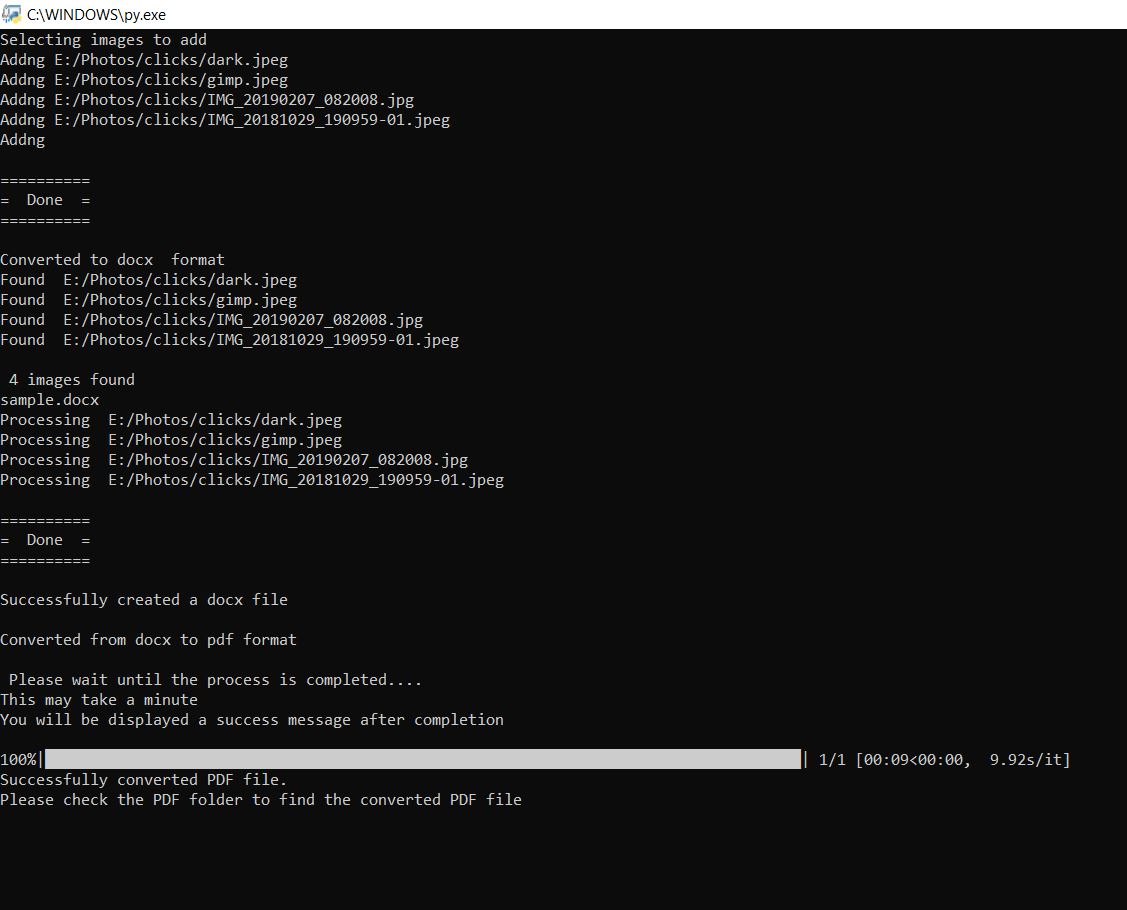 C:\WINDOWS\py.exe
Selecting images to add
Addng E:/Photos/clicks/dark.jpeg
Addng E:/Photos/clicks/gimp.jpeg
Addng E:/Photos/clicks/IMG_20190207_082008.jpg
Addng E:/Photos/clicks/IMG_20181029_190959-01.jpeg
Addng
==========
=  Done  =
==========
Converted to docx  format
Found  E:/Photos/clicks/dark.jpeg
Found  E:/Photos/clicks/gimp.jpeg
Found  E:/Photos/clicks/IMG_20190207_082008.jpg
Found  E:/Photos/clicks/IMG_20181029_190959-01.jpeg
4 images found
sample.docx
Processing  E:/Photos/clicks/dark.jpeg
Processing  E:/Photos/clicks/gimp.jpeg
Processing  E:/Photos/clicks/IMG_20190207_082008.jpg
Processing  E:/Photos/clicks/IMG_20181029_190959-01.jpeg
==========
=  Done  =
==========
Successfully created a docx file
Converted from docx to pdf format
Please wait until the process is completed....
This may take a minute
You will be displayed a success message after completion
100%|██████████| 1/1 [00:09<00:00,  9.92s/it]
Successfully converted PDF file.
Please check the PDF folder to find the converted PDF file